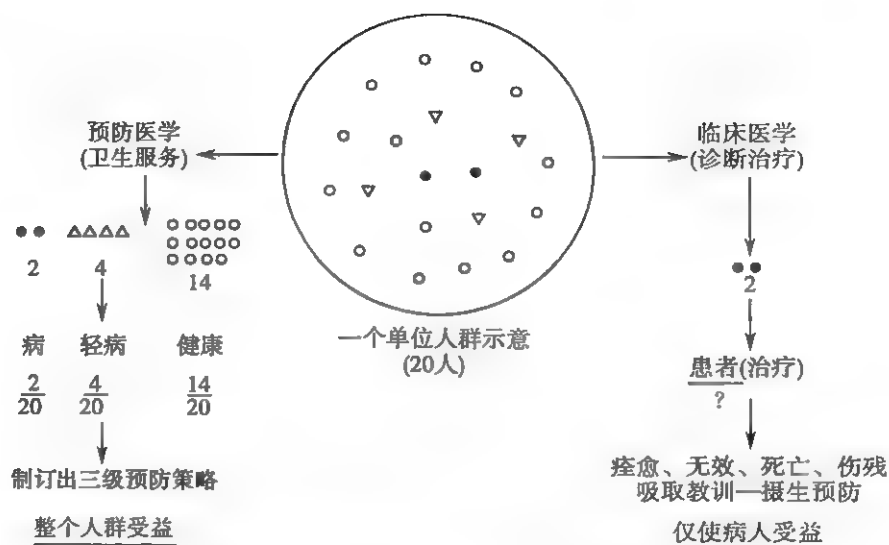 预防医学
(卫生服务)
2
4
14
病
轻病
健康
2
20
4
20
14
20
制订出三级预防策略
整个人群受益
一个单位人群示意
(20人)
临床医学
(诊断治疗)
2
患者(治疗)
?
痊愈、无效、死亡、伤残
吸取教训—摄生预防
仅使病人受益